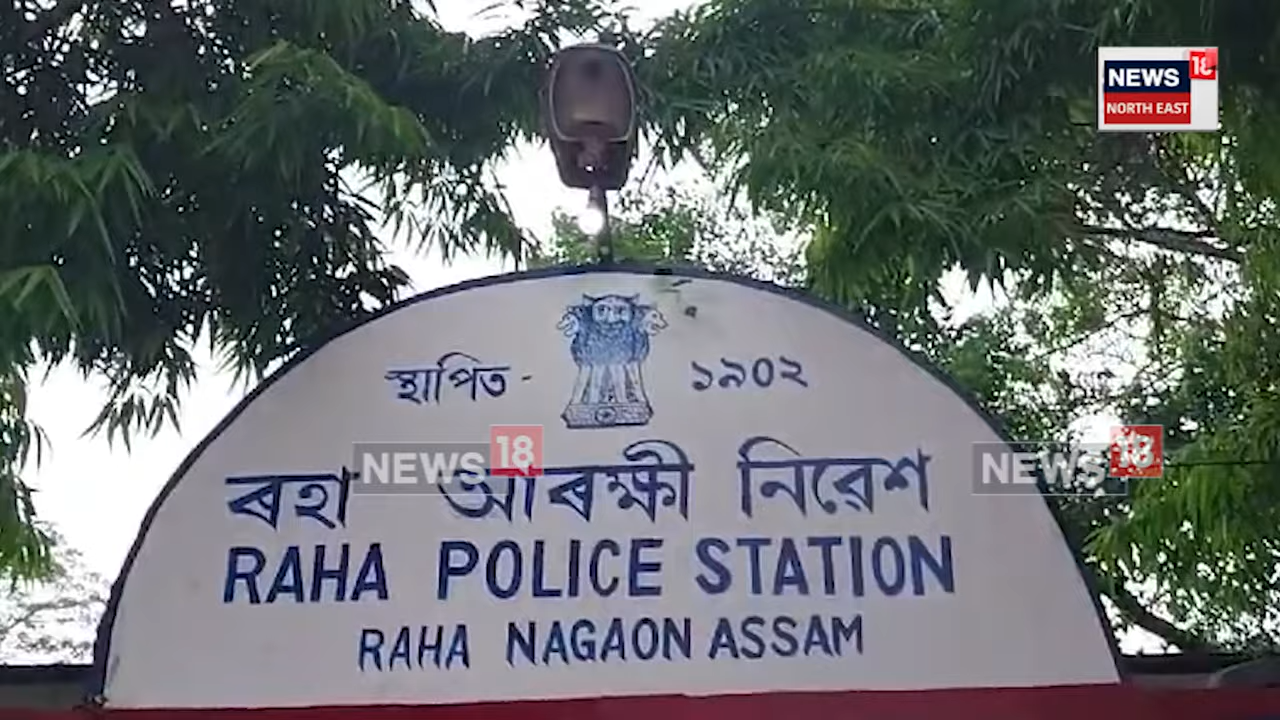 NEWS 18
NORTH EAST
স্থাপিত - ১৯০২
ৰহা আৰক্ষী নিৱেশ
NEWS 18
NEWS 18
RAHA POLICE STATION
RAHA NAGAON ASSAM